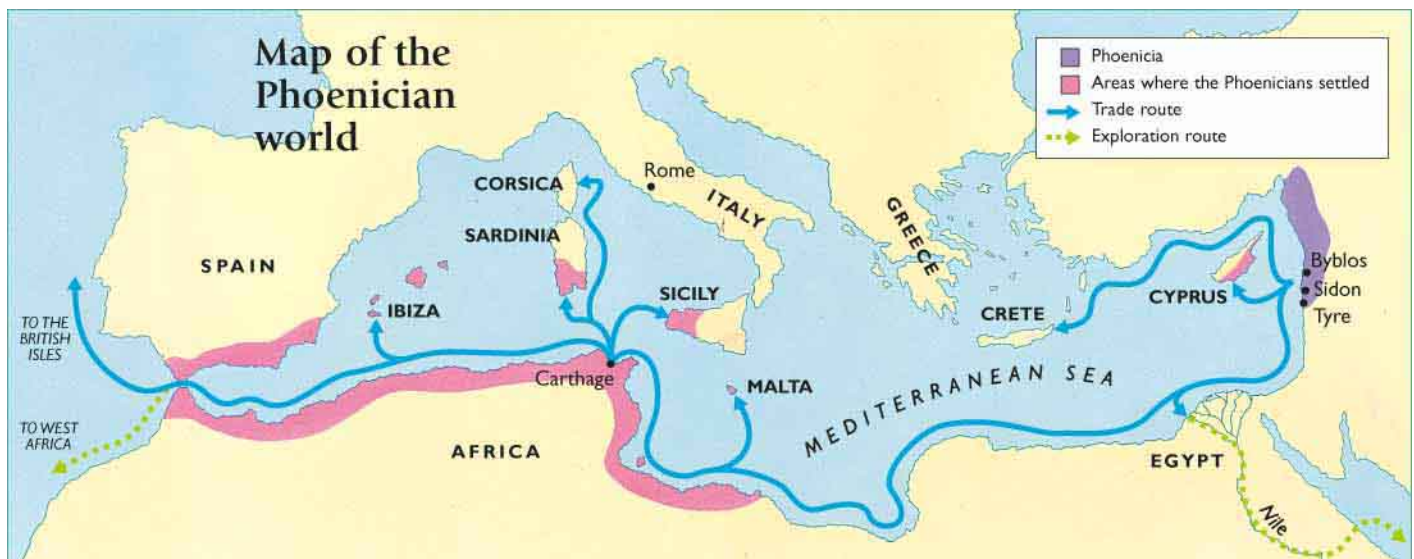 Map of the
Phoenician
world
Phoenicia
Areas where the Phoenicians settled
Trade route
Exploration route
CORSICA
Rome
ITALY
SARDINIA
GREECE
SPAIN
IBIZA
SICILY
CRETE
CYPRUS
Byblos
Sidon
Tyre
TO THE
BRITISH
ISLES
Carthage
MALTA
MEDITERRANEAN SEA
TO WEST
AFRICA
AFRICA
EGYPT
Nile